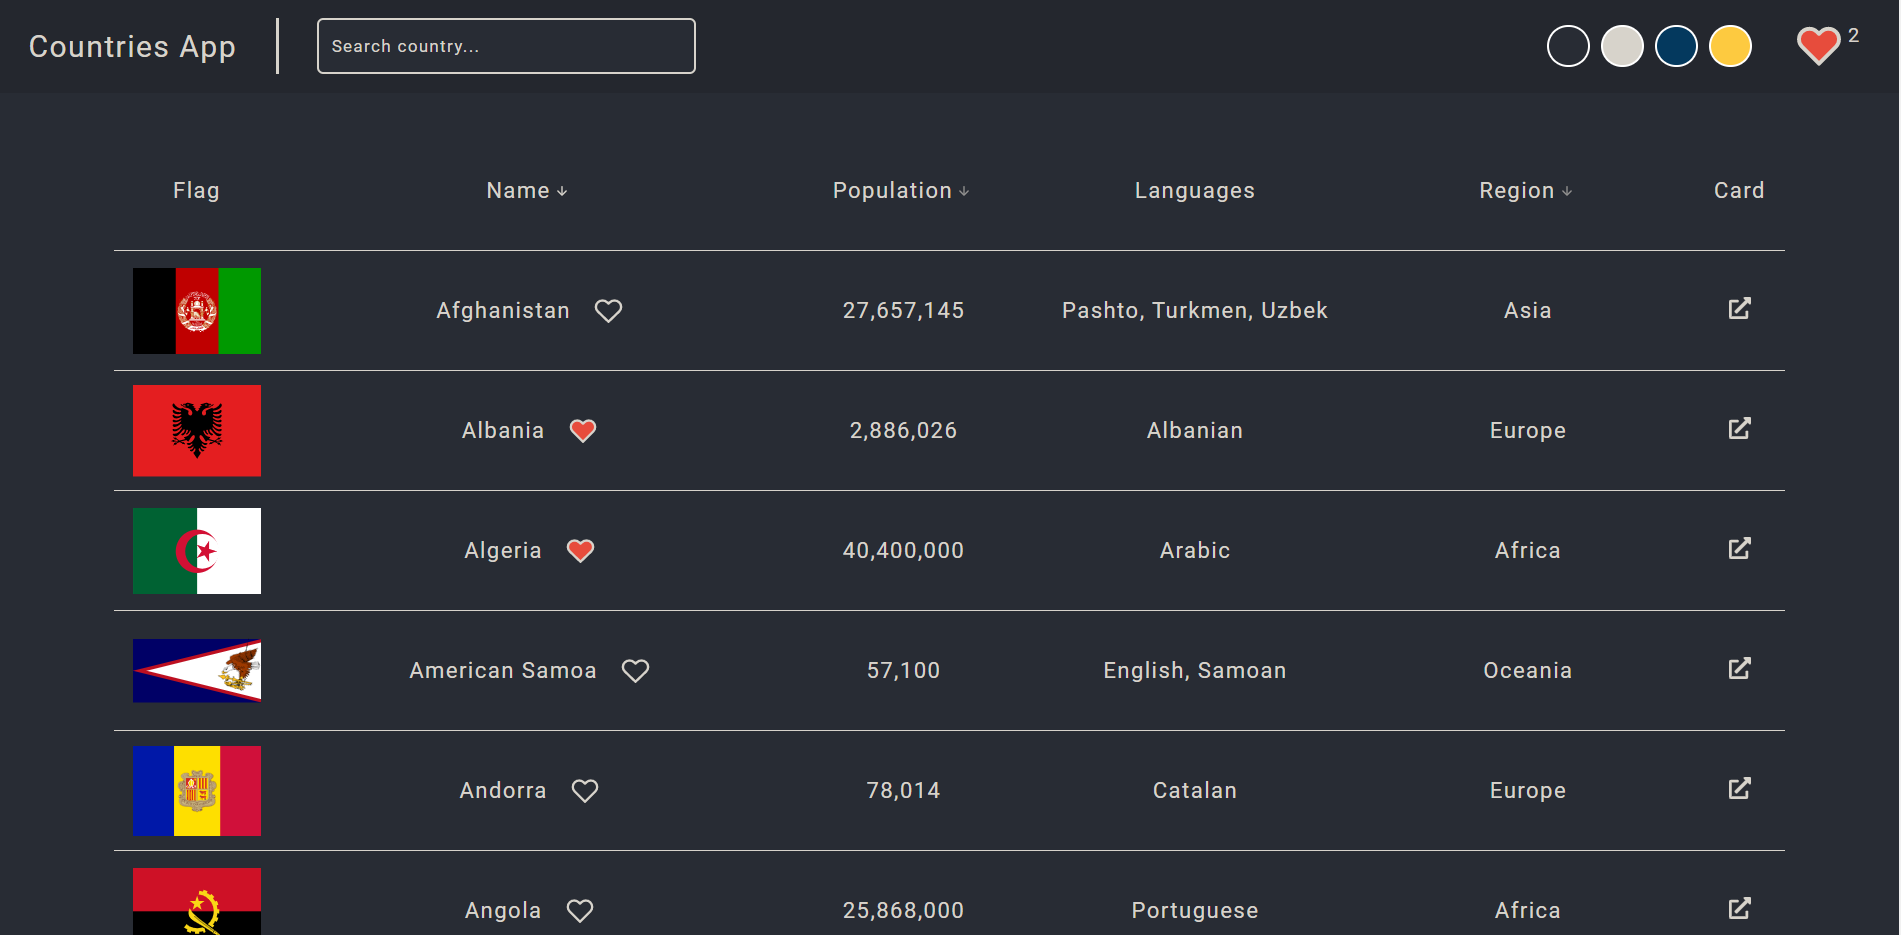 Countries App
Search country...
2
Flag Name Population Languages Region Card
Afghanistan 27,657,145 Pashto, Turkmen, Uzbek Asia
Albania 2,886,026 Albanian Europe
Algeria 40,400,000 Arabic Africa
American Samoa 57,100 English, Samoan Oceania
Andorra 78,014 Catalan Europe
Angola 25,868,000 Portuguese Africa